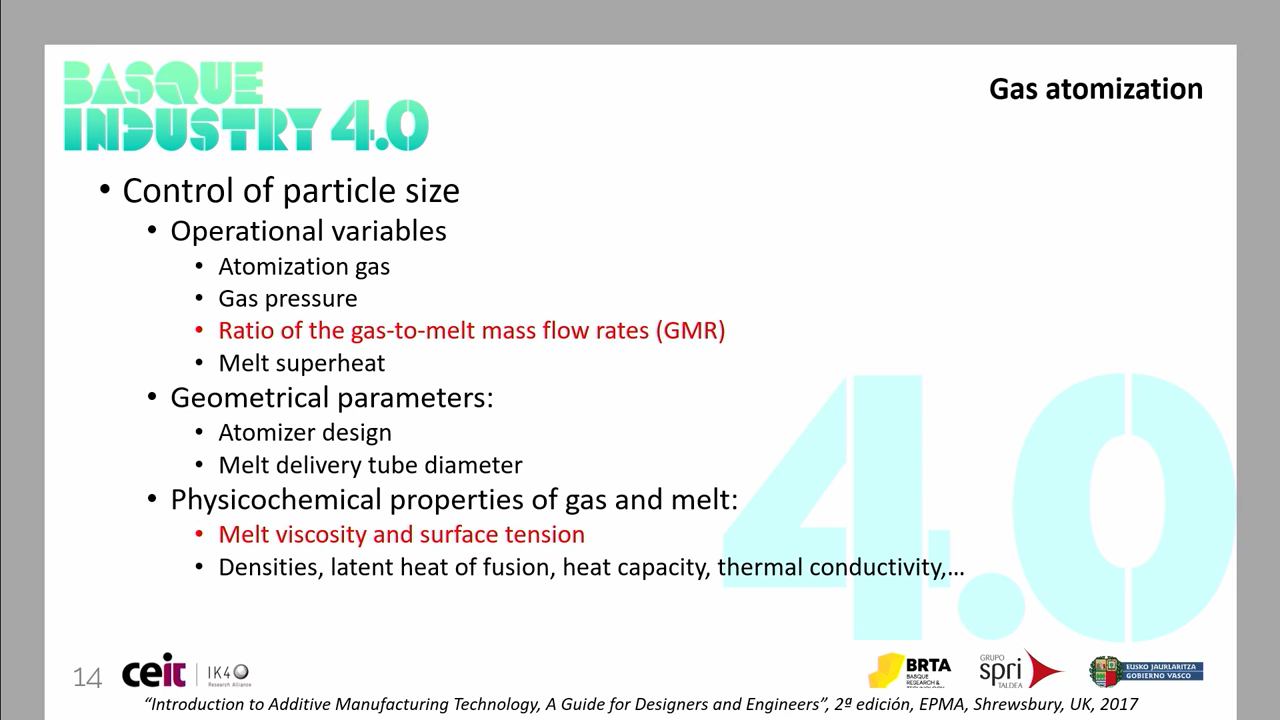 BASQUE
INDUSTRY 4.0
Gas atomization
• Control of particle size
• Operational variables
• Atomization gas
• Gas pressure
• Ratio of the gas-to-melt mass flow rates (GMR)
• Melt superheat
• Geometrical parameters:
• Atomizer design
• Melt delivery tube diameter
• Physicochemical properties of gas and melt:
• Melt viscosity and surface tension
• Densities, latent heat of fusion, heat capacity, thermal conductivity,...
4.0
14
ceit
IK4
Research Alliance
BRTA
BASQUE
RESEARCH &
TECHNOLOGY
GRUPO
spri
TALDEA
EUSKO JAURLARITZA
GOBIERNO VASCO
“Introduction to Additive Manufacturing Technology, A Guide for Designers and Engineers”, 2ª edición, EPMA, Shrewsbury, UK, 2017